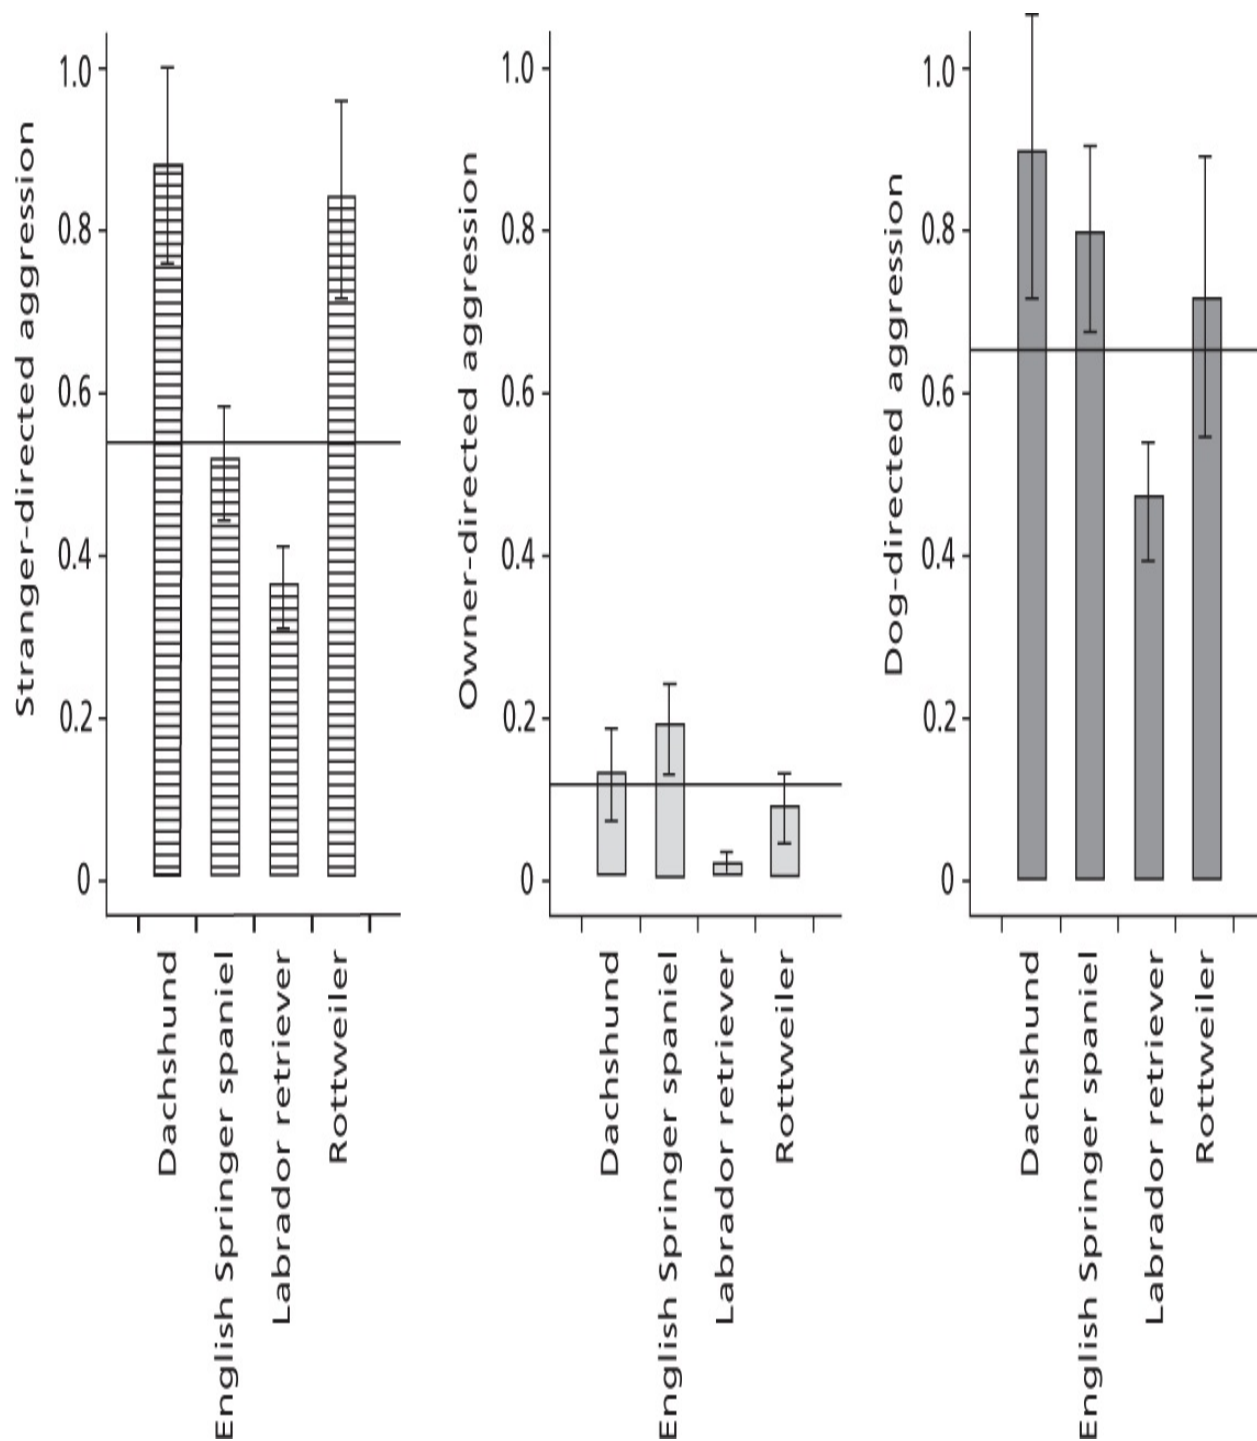 Stranger-directed aggression
1.0
0.8
0.6
0.4
0.2
0
Dachshund
English Springer spaniel
Labrador retriever
Rottweiler
Owner-directed aggression
1.0
0.8
0.6
0.4
0.2
0
Dachshund
English Springer spaniel
Labrador retriever
Rottweiler
Dog-directed aggression
1.0
0.8
0.6
0.4
0.2
0
Dachshund
English Springer spaniel
Labrador retriever
Rottweiler